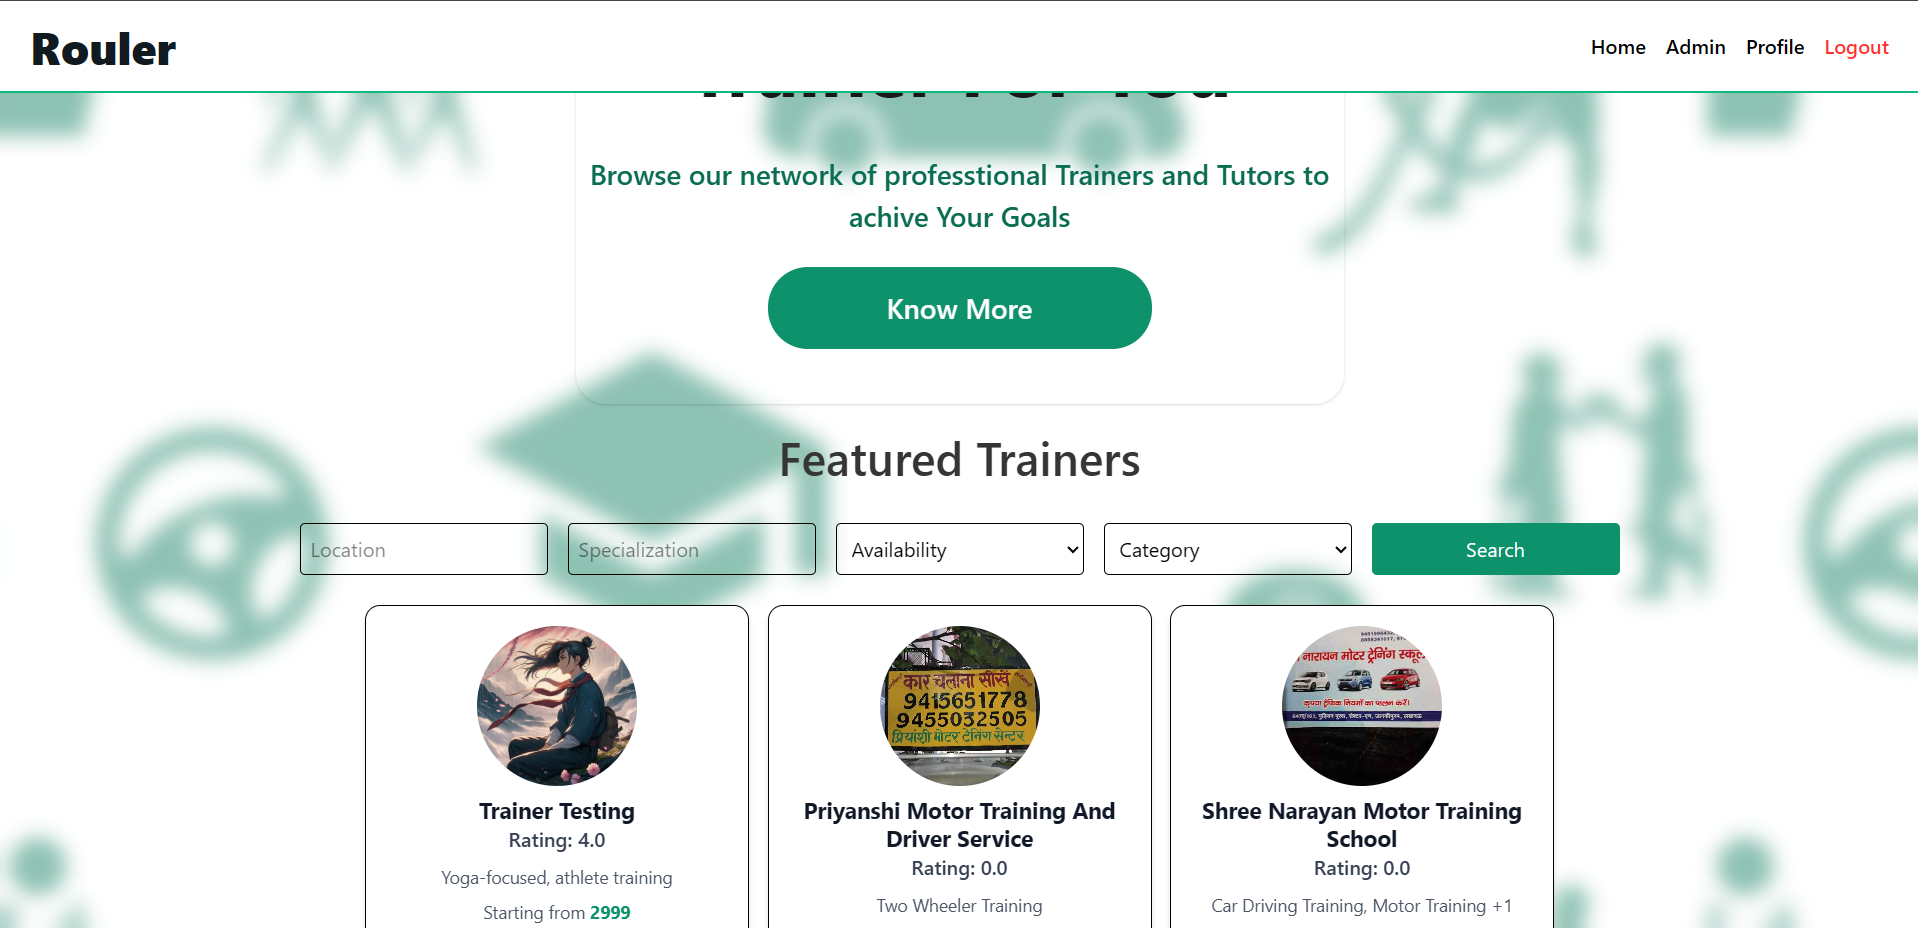 Rouler
Home Admin Profile Logout
Browse our network of professtional Trainers and Tutors to
achive Your Goals
Know More
Featured Trainers
Location Specialization Availability Category Search
कार चलाना सीखें
9415651778
9455032505
प्रियांशी मोटर ट्रेनिंग सेन्टर
नारायन मोटर ट्रेनिंग स्कूल
कृपया ट्रैफिक नियमों का पालन करें।
Trainer Testing
Rating: 4.0
Yoga-focused, athlete training
Starting from 2999
Priyanshi Motor Training And
Driver Service
Rating: 0.0
Two Wheeler Training
Shree Narayan Motor Training
School
Rating: 0.0
Car Driving Training, Motor Training +1